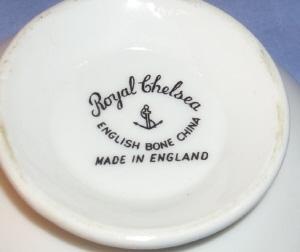 Royal Chelsea
ENGLISH BONE CHINA
MADE IN ENGLAND